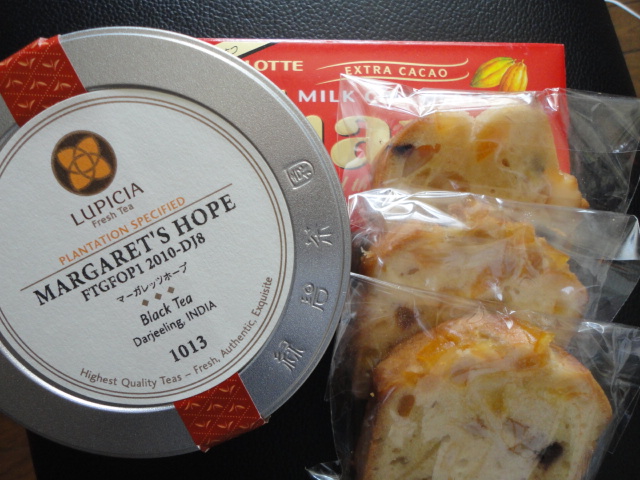 LUPICIA
Fresh Tea
PLANTATION SPECIFIED
MARGARET'S HOPE
FTGFOP1 2010-DJ8
マーガレッツホープ
Black Tea
Darjeeling, INDIA
1013
Highest Quality Teas – Fresh, Authentic, Exquisite
LOTTE
EXTRA CACAO
MILK